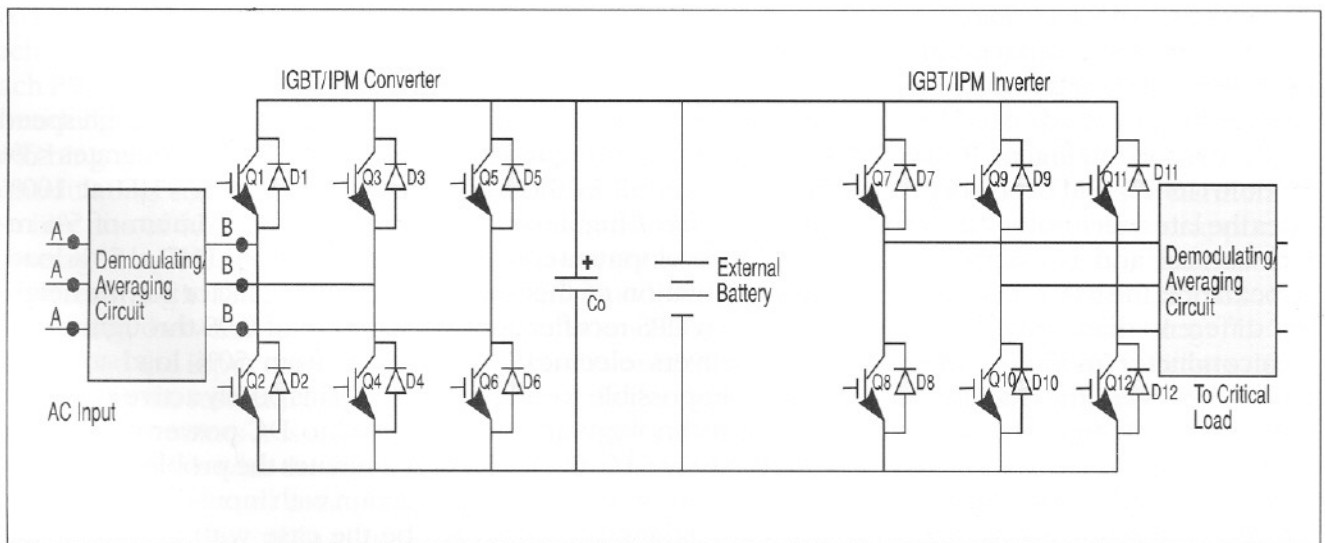 IGBT/IPM Converter
IGBT/IPM Inverter
Q1
D1
Q3
D3
Q5
D5
Q7
D7
Q9
D9
Q11
D11
A
A
A
Demodulating/
Averaging
Circuit
B
B
B
+
Co
External
Battery
Demodulating/
Averaging
Circuit
Q2
D2
Q4
D4
Q6
D6
Q8
D8
Q10
D10
Q12
D12
AC Input
To Critical
Load